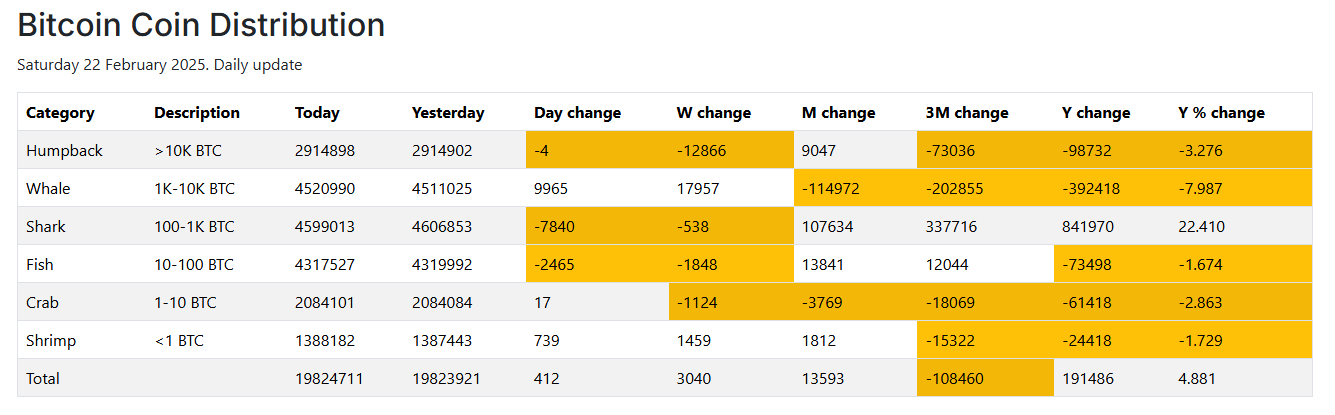 Bitcoin Coin Distribution
Saturday 22 February 2025. Daily update
Category Description Today Yesterday Day change W change M change 3M change Y change Y % change
Humpback >10K BTC 2914898 2914902 -4 -12866 9047 -73036 -98732 -3.276
Whale 1K-10K BTC 4520990 4511025 9965 17957 -114972 -202855 -392418 -7.987
Shark 100-1K BTC 4599013 4606853 -7840 -538 107634 337716 841970 22.410
Fish 10-100 BTC 4317527 4319992 -2465 -1848 13841 12044 -73498 -1.674
Crab 1-10 BTC 2084101 2084084 17 -1124 -3769 -18069 -61418 -2.863
Shrimp <1 BTC 1388182 1387443 739 1459 1812 -15322 -24418 -1.729
Total 19824711 19823921 412 3040 13593 -108460 191486 4.881